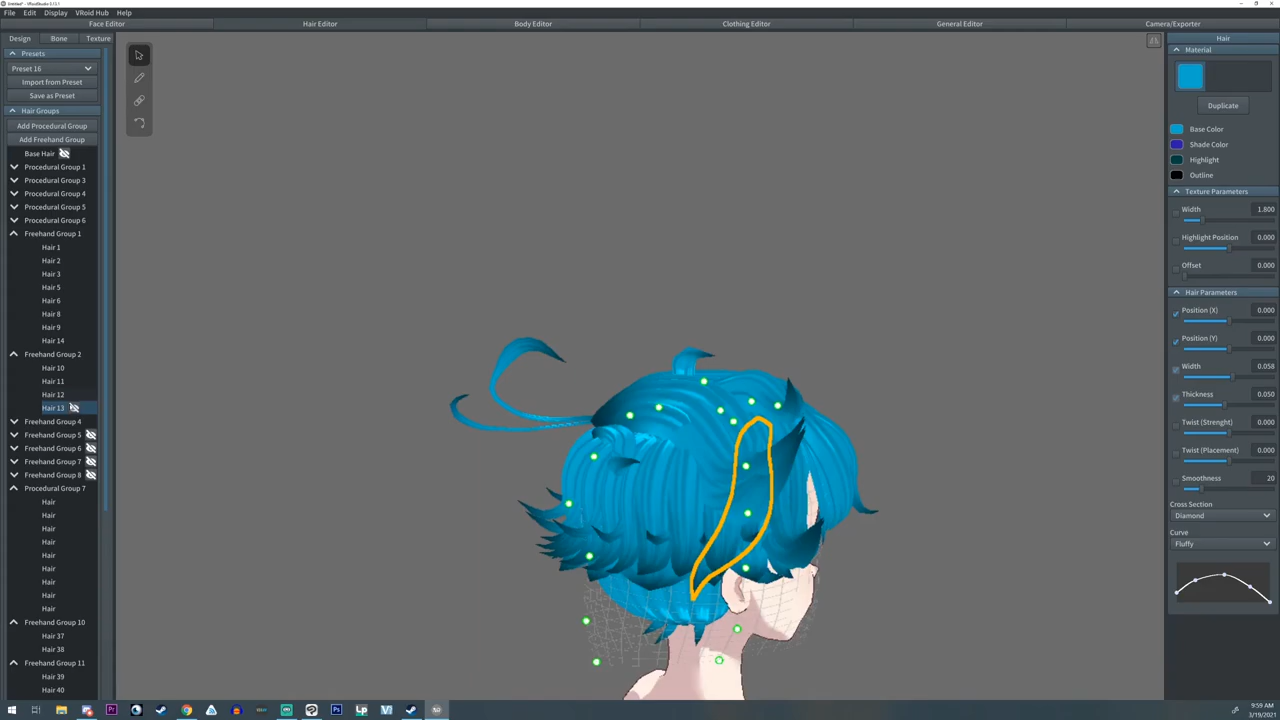 File Edit Display VRoid Hub Help
Face Editor Hair Editor Body Editor Clothing Editor General Editor Camera/Exporter
Design Bone Texture
Presets
Preset 16
Import from Preset
Save as Preset
Hair Groups
Add Procedural Group
Add Freehand Group
Base Hair
Procedural Group 1
Procedural Group 3
Procedural Group 4
Procedural Group 5
Procedural Group 6
Freehand Group 1
Hair 1
Hair 2
Hair 3
Hair 5
Hair 6
Hair 8
Hair 9
Hair 14
Freehand Group 2
Hair 10
Hair 11
Hair 12
Hair 13
Freehand Group 4
Freehand Group 5
Freehand Group 6
Freehand Group 7
Freehand Group 8
Procedural Group 7
Hair
Hair
Hair
Hair
Hair
Hair
Hair
Hair
Hair
Freehand Group 10
Hair 37
Hair 38
Freehand Group 11
Hair 39
Hair 40
Hair
Material
Duplicate
Base Color
Shade Color
Highlight
Outline
Texture Parameters
Width 1.800
Highlight Position 0.000
Offset 0.000
Hair Parameters
Position (X) 0.000
Position (Y) 0.000
Width 0.058
Thickness 0.050
Twist (Strenght) 0.000
Twist (Placement) 0.000
Smoothness 20
Cross Section
Diamond
Curve
Fluffy
9:59 AM
3/19/2021